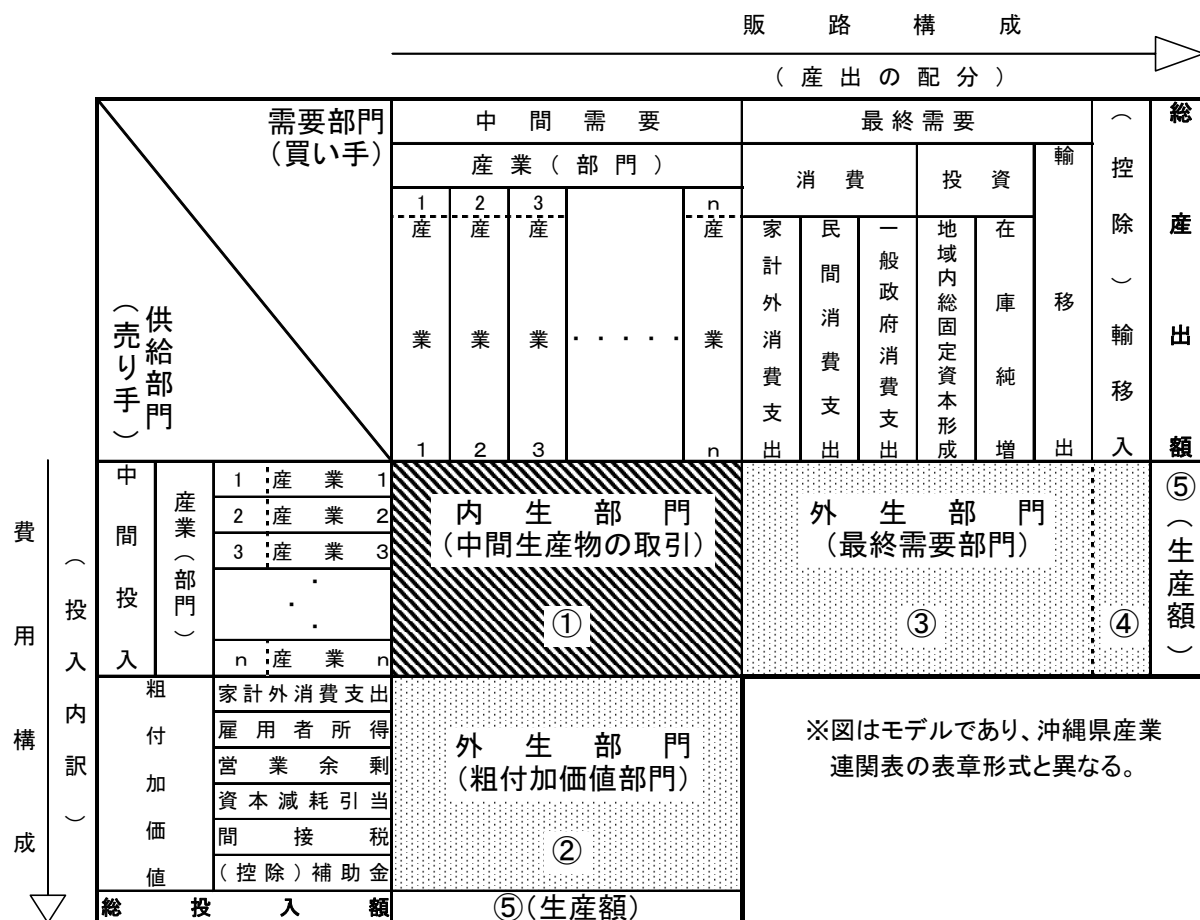 販路構成
(産出の配分)
需要部門
(買い手)
供給部門
(売り手)
中間需要
産業(部門)
1 2 3 n
産業1
産業2
産業3
・・・・・
産業n
最終需要
消費
家計外消費支出
民間消費支出
一般政府消費支出
投資
地域内総固定資本形成
在庫純増
輸移出
(控除)輸移入
総産出額
費用構成
(投入内訳)
中間投入
産業(部門)
1 産業1
2 産業2
3 産業3
・
・
・
n 産業n
内生部門
(中間生産物の取引)
①
外生部門
(最終需要部門)
③
④
⑤(生産額)
粗付加価値
家計外消費支出
雇用者所得
営業余剰
資本減耗引当
間接税
(控除)補助金
外生部門
(粗付加価値部門)
②
※図はモデルであり、沖縄県産業
連関表の表章形式と異なる。
総投入額
⑤(生産額)